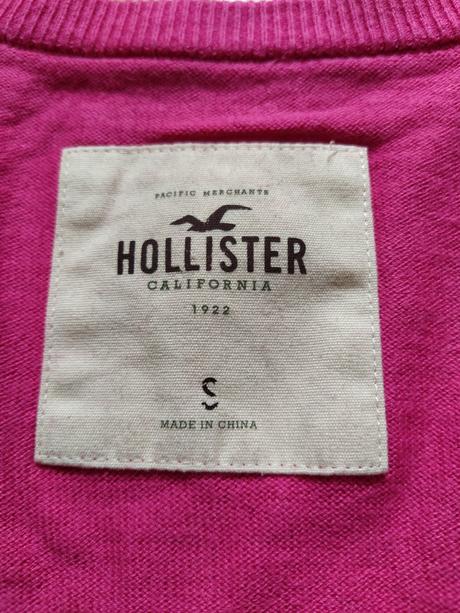 PACIFIC MERCHANTS
HOLLISTER
CALIFORNIA
1922
S
MADE IN CHINA